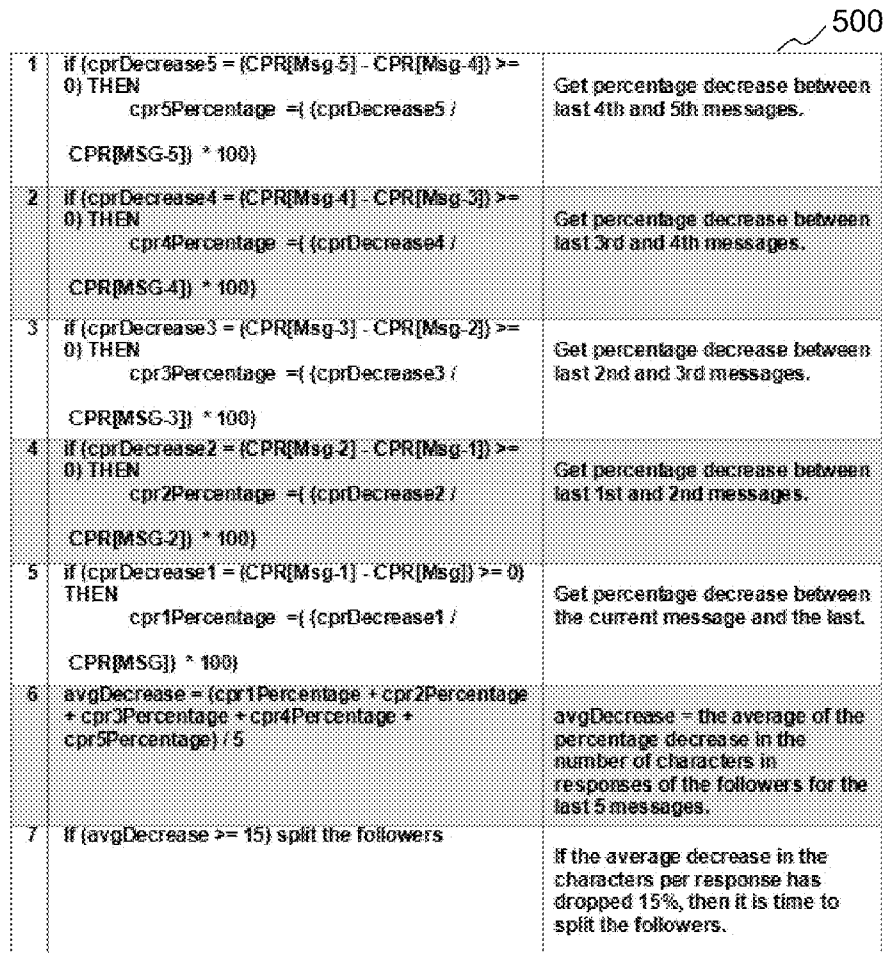 500
1 if (cprDecrease5 = (CPR[Msg-5] - CPR[Msg-4]) >=
0) THEN
cpr5Percentage =( (cprDecrease5 /
CPR[MSG-5]) * 100)
Get percentage decrease between
last 4th and 5th messages.
2 if (cprDecrease4 = (CPR[Msg-4] - CPR[Msg-3]) >=
0) THEN
cpr4Percentage =( (cprDecrease4 /
CPR[MSG-4]) * 100)
Get percentage decrease between
last 3rd and 4th messages.
3 if (cprDecrease3 = (CPR[Msg-3] - CPR[Msg-2]) >=
0) THEN
cpr3Percentage =( (cprDecrease3 /
CPR[MSG-3]) * 100)
Get percentage decrease between
last 2nd and 3rd messages.
4 if (cprDecrease2 = (CPR[Msg-2] - CPR[Msg-1]) >=
0) THEN
cpr2Percentage =( (cprDecrease2 /
CPR[MSG-2]) * 100)
Get percentage decrease between
last 1st and 2nd messages.
5 if (cprDecrease1 = (CPR[Msg-1] - CPR[Msg]) >= 0)
THEN
cpr1Percentage =( (cprDecrease1 /
CPR[MSG]) * 100)
Get percentage decrease between
the current message and the last.
6 avgDecrease = (cpr1Percentage + cpr2Percentage
+ cpr3Percentage + cpr4Percentage +
cpr5Percentage) / 5
avgDecrease = the average of the
percentage decrease in the
number of characters in
responses of the followers for the
last 5 messages.
7 If (avgDecrease >= 15) split the followers
If the average decrease in the
characters per response has
dropped 15%, then it is time to
split the followers.